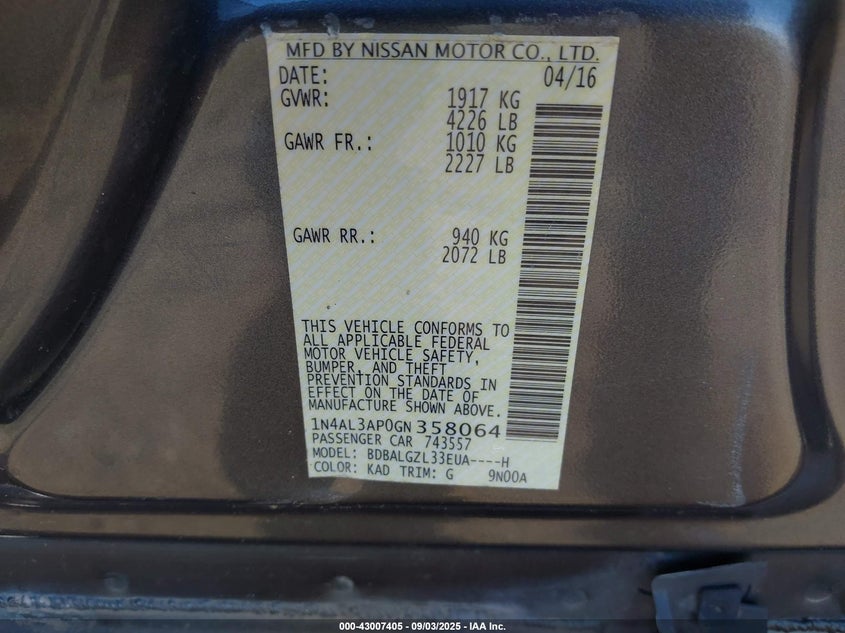 MFD BY NISSAN MOTOR CO., LTD.
DATE: 04/16
GVWR: 1917 KG
4226 LB
GAWR FR.: 1010 KG
2227 LB
GAWR RR.: 940 KG
2072 LB
THIS VEHICLE CONFORMS TO
ALL APPLICABLE FEDERAL
MOTOR VEHICLE SAFETY,
BUMPER, AND THEFT
PREVENTION STANDARDS IN
EFFECT ON THE DATE OF
MANUFACTURE SHOWN ABOVE.
1N4AL3AP0GN358064
PASSENGER CAR 743557
MODEL: BDBALGZL33EUA----H
COLOR: KAD TRIM: G 9N00A
000-43007405 - 09/03/2025 - IAA Inc.